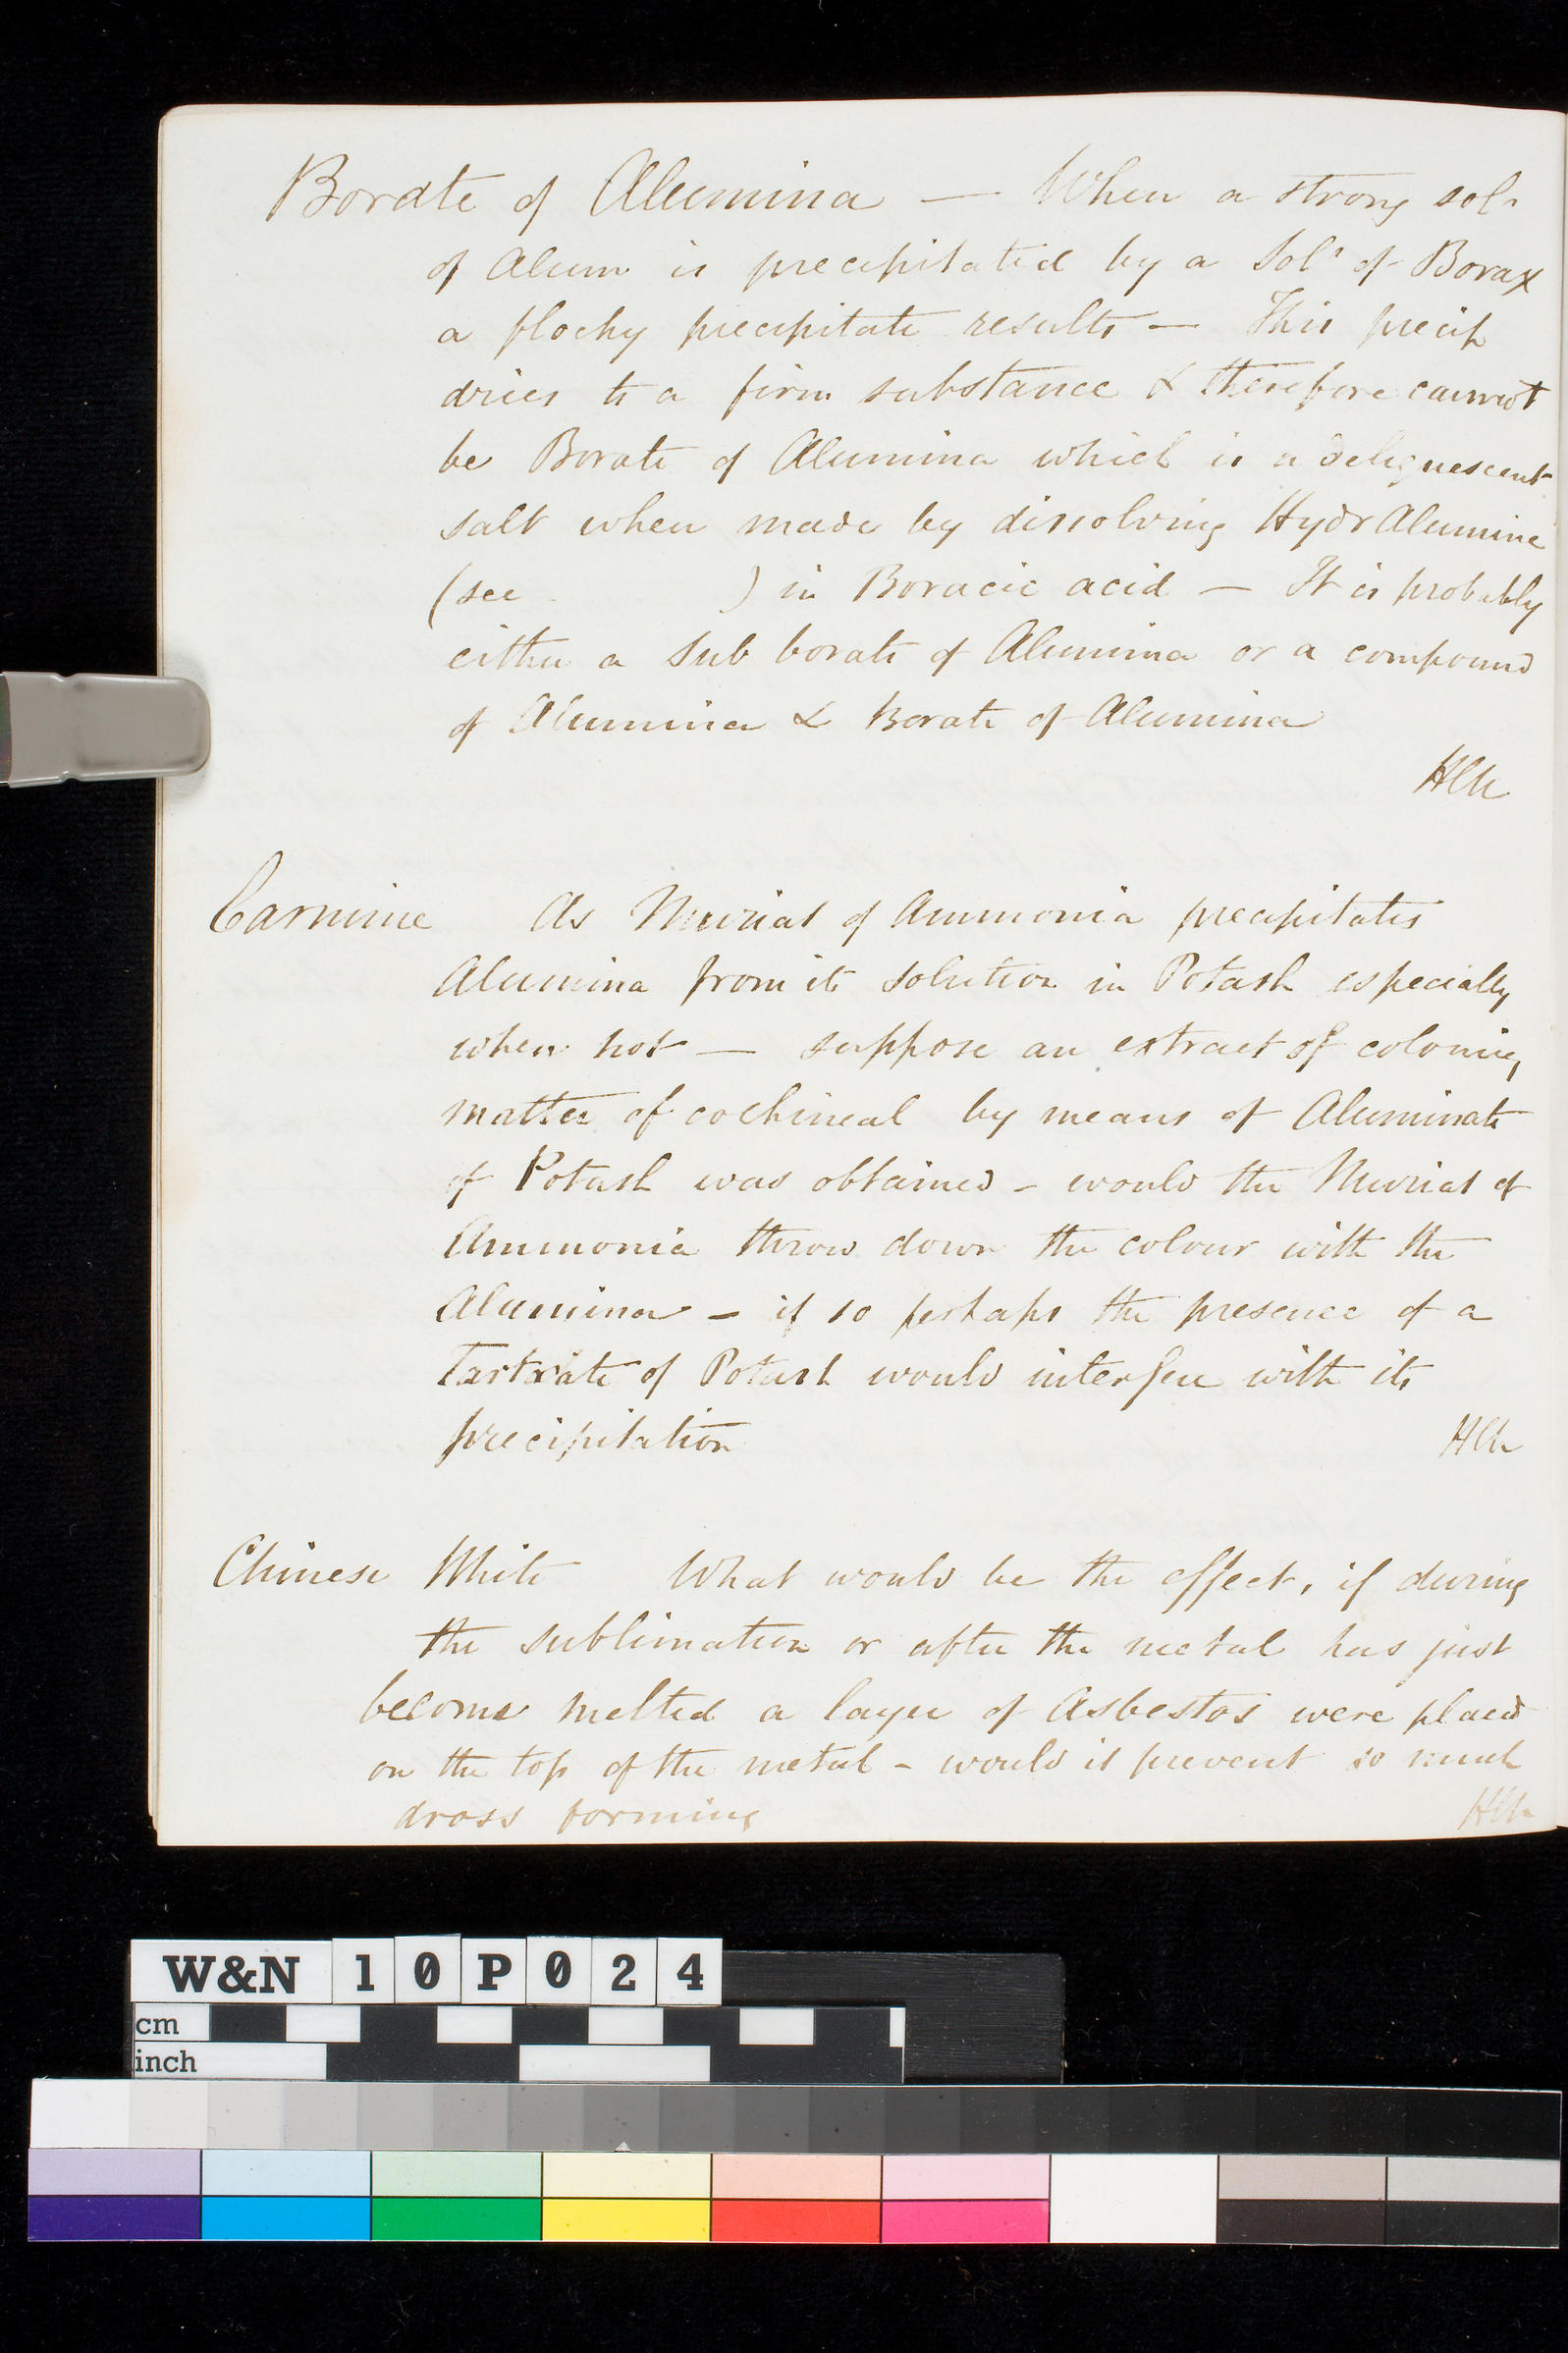 Borate of Alumina — When a strong soln
of Alum is precipitated by a Soln of Borax
a flocky precipitate results — This precip
dries to a firm substance & therefore cannot
be Borate of Alumina which is a deliquescent
salt when made by dissolving Hydr Alumine
(see ) in Boracic acid — It is probably
either a Sub borate of Alumina or a compound
of Alumina & Borate of Alumina
Carmine As Muriat of Ammonia precipitates
Alumina from its solution in Potash especially
when hot — suppose an extract of colouring
matter of cochineal by means of Aluminate
of Potash was obtained - would the Muriat of
Ammonia throw down the colour with the
Alumina - if so perhaps the presence of a
Tartrate of Potash would interfere with its
precipitation
Chinese White What would be the effect, if during
the sublimation or after the metal has just
become melted a layer of Asbestos were placed
on the top of the metal - would it prevent so much
dross forming
W&N 10P024
cm
inch